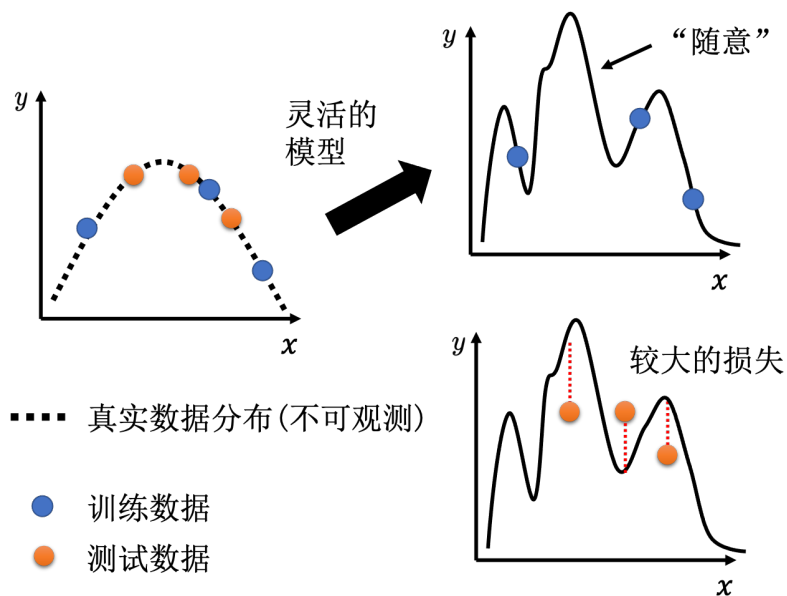 y
x
灵活的
模型
y
“随意”
x
y
较大的损失
x
真实数据分布(不可观测)
训练数据
测试数据